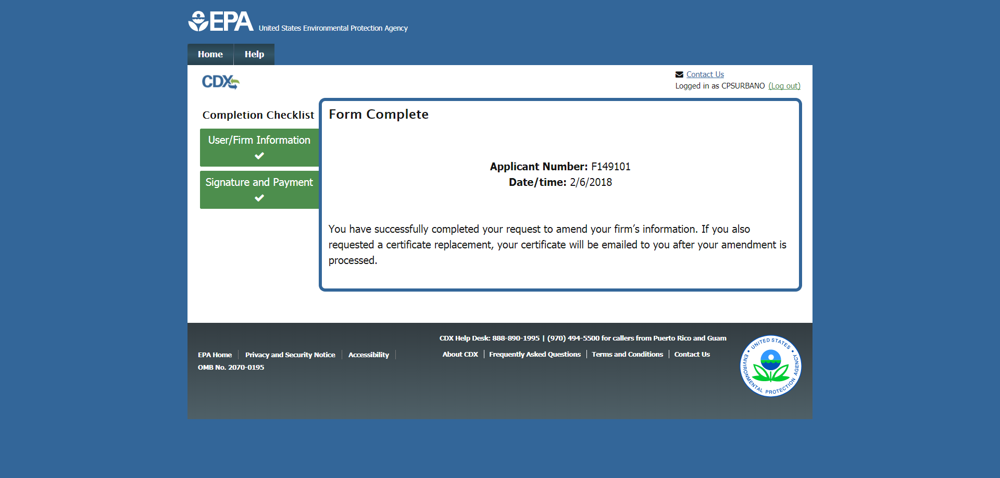 EPA United States Environmental Protection Agency
Home Help
CDX
Contact Us
Logged in as CPSURBANO (Log out)
Completion Checklist
User/Firm Information
Signature and Payment
Form Complete
Applicant Number: F149101
Date/time: 2/6/2018
You have successfully completed your request to amend your firm’s information. If you also
requested a certificate replacement, your certificate will be emailed to you after your amendment is
processed.
CDX Help Desk: 888-890-1995 | (970) 494-5500 for callers from Puerto Rico and Guam
EPA Home Privacy and Security Notice Accessibility
About CDX Frequently Asked Questions Terms and Conditions Contact Us
OMB No. 2070-0195
UNITED STATES
ENVIRONMENTAL PROTECTION AGENCY